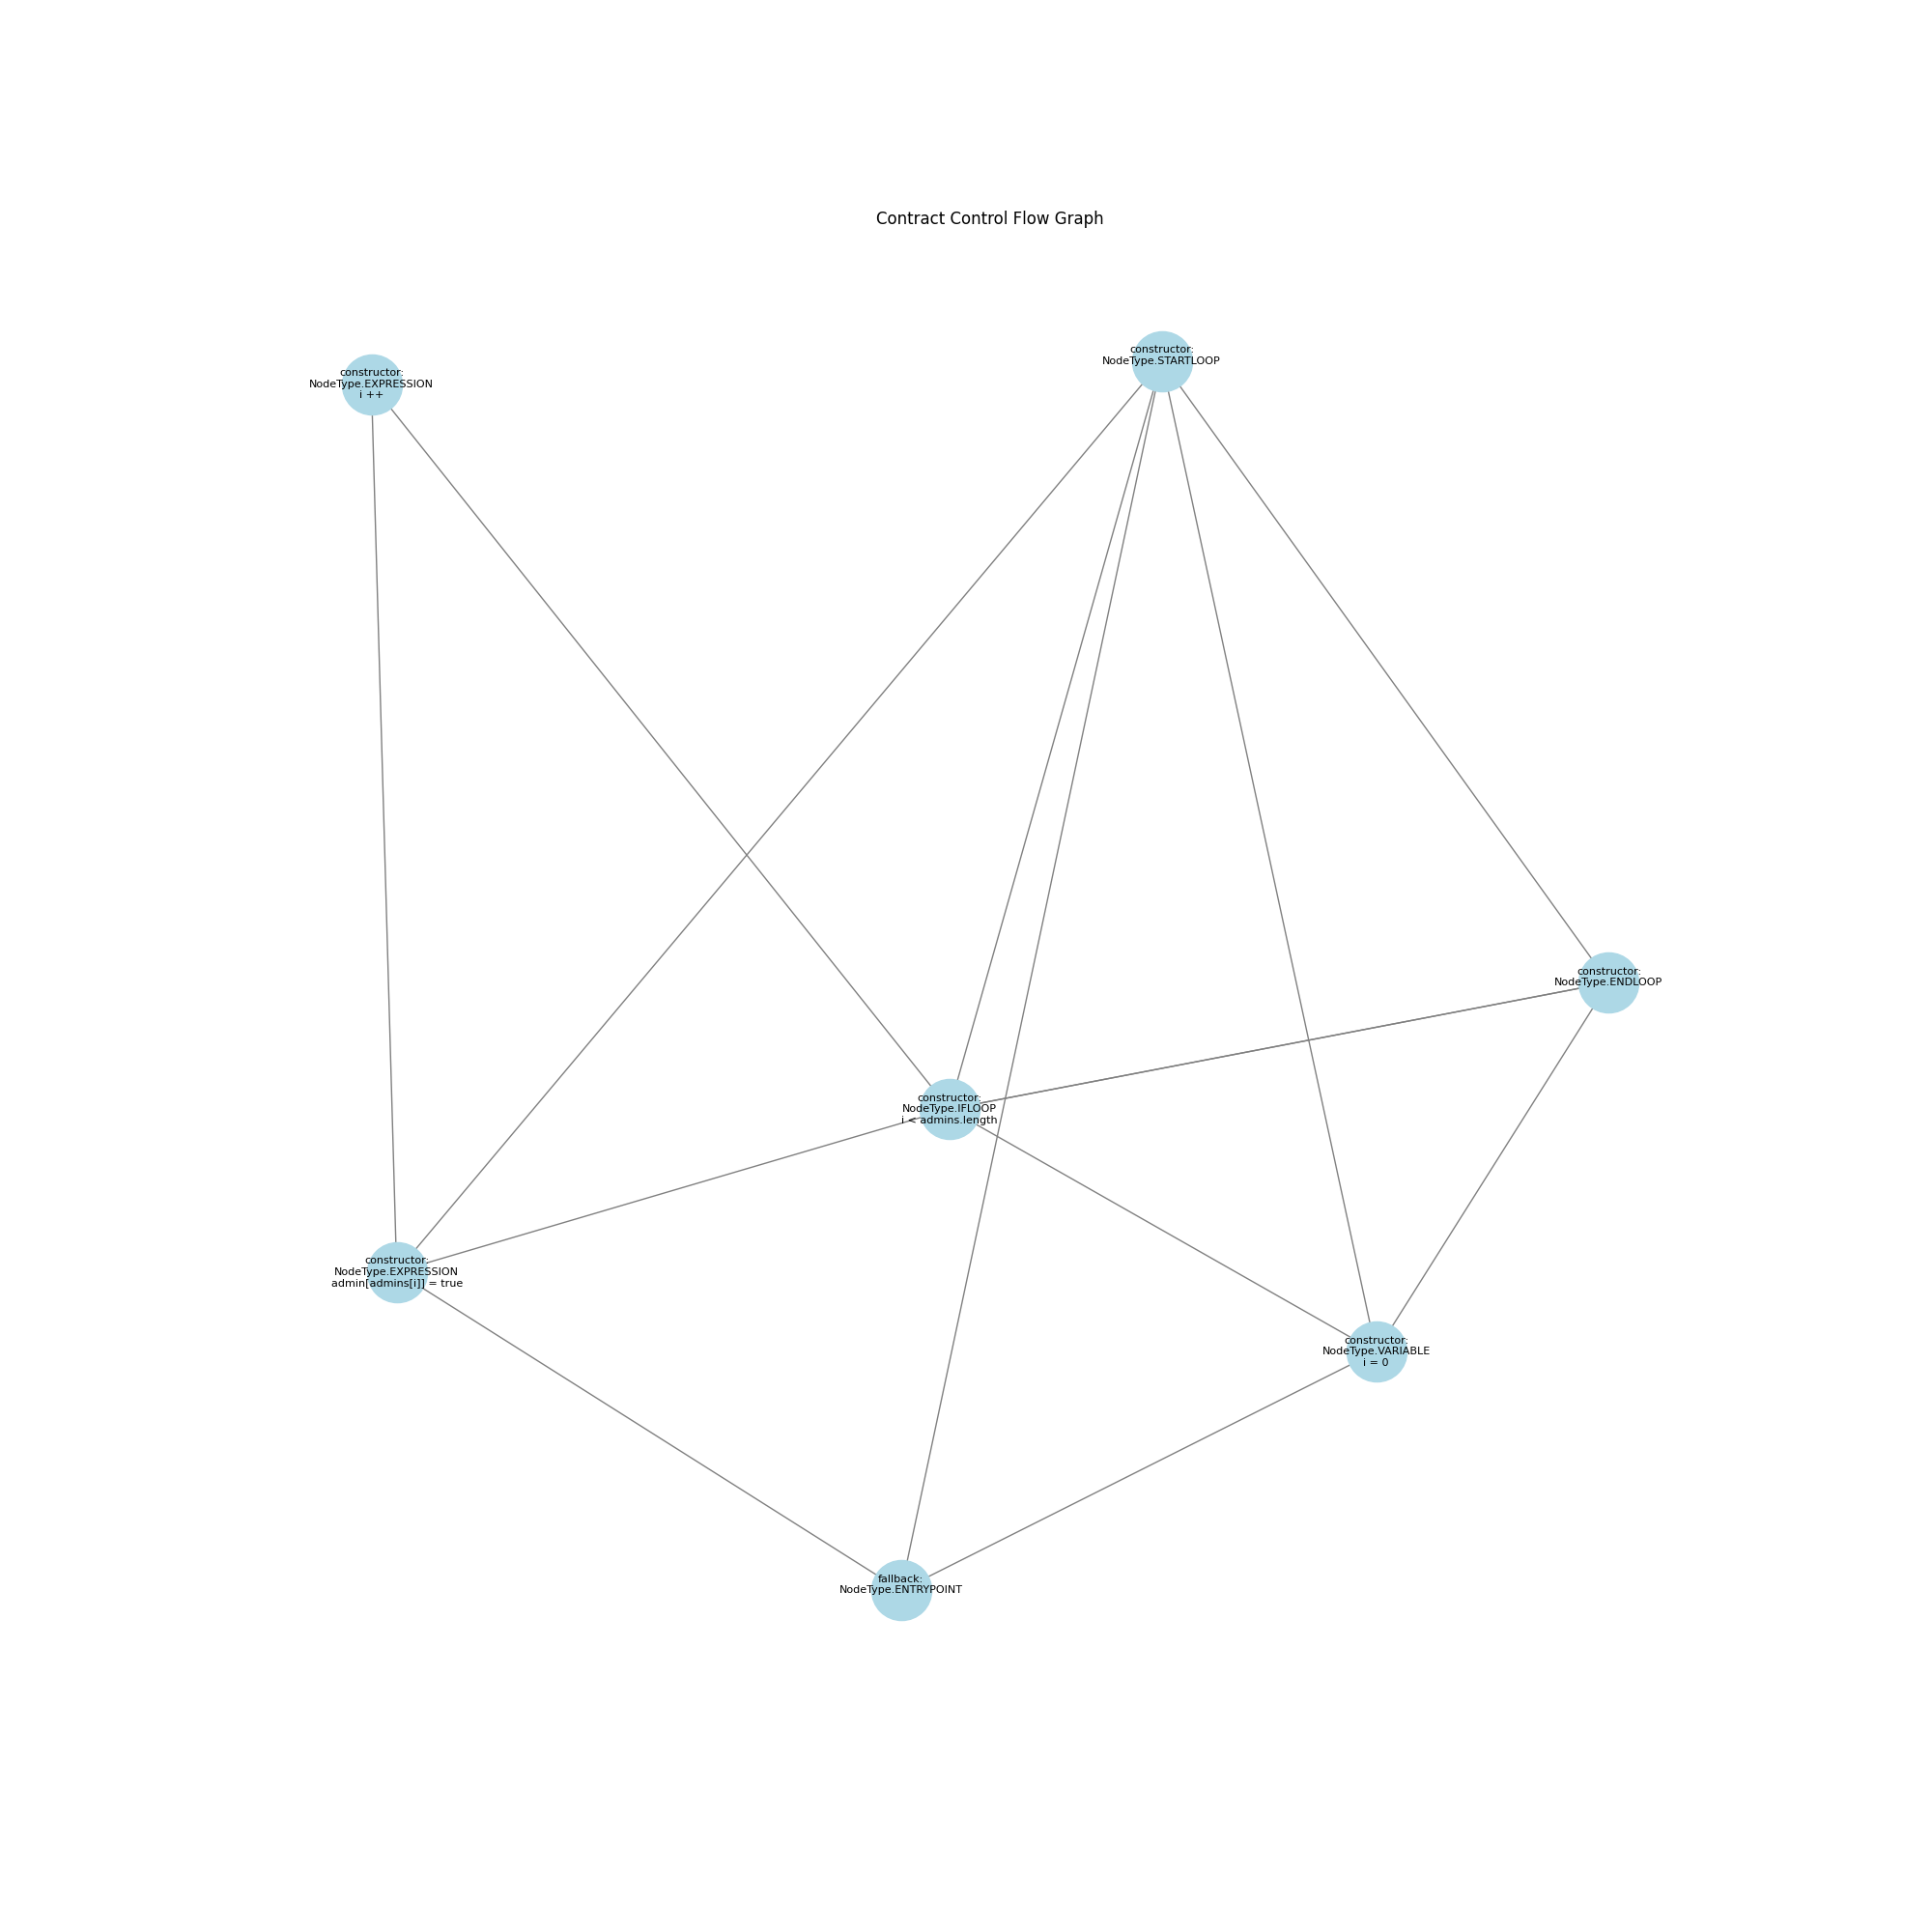 Contract Control Flow Graph
constructor:
NodeType.STARTLOOP
constructor:
NodeType.EXPRESSION
i ++
constructor:
NodeType.ENDLOOP
constructor:
NodeType.IFLOOP
i < admins.length
constructor:
NodeType.EXPRESSION
admin[admins[i]] = true
constructor:
NodeType.VARIABLE
i = 0
fallback:
NodeType.ENTRYPOINT